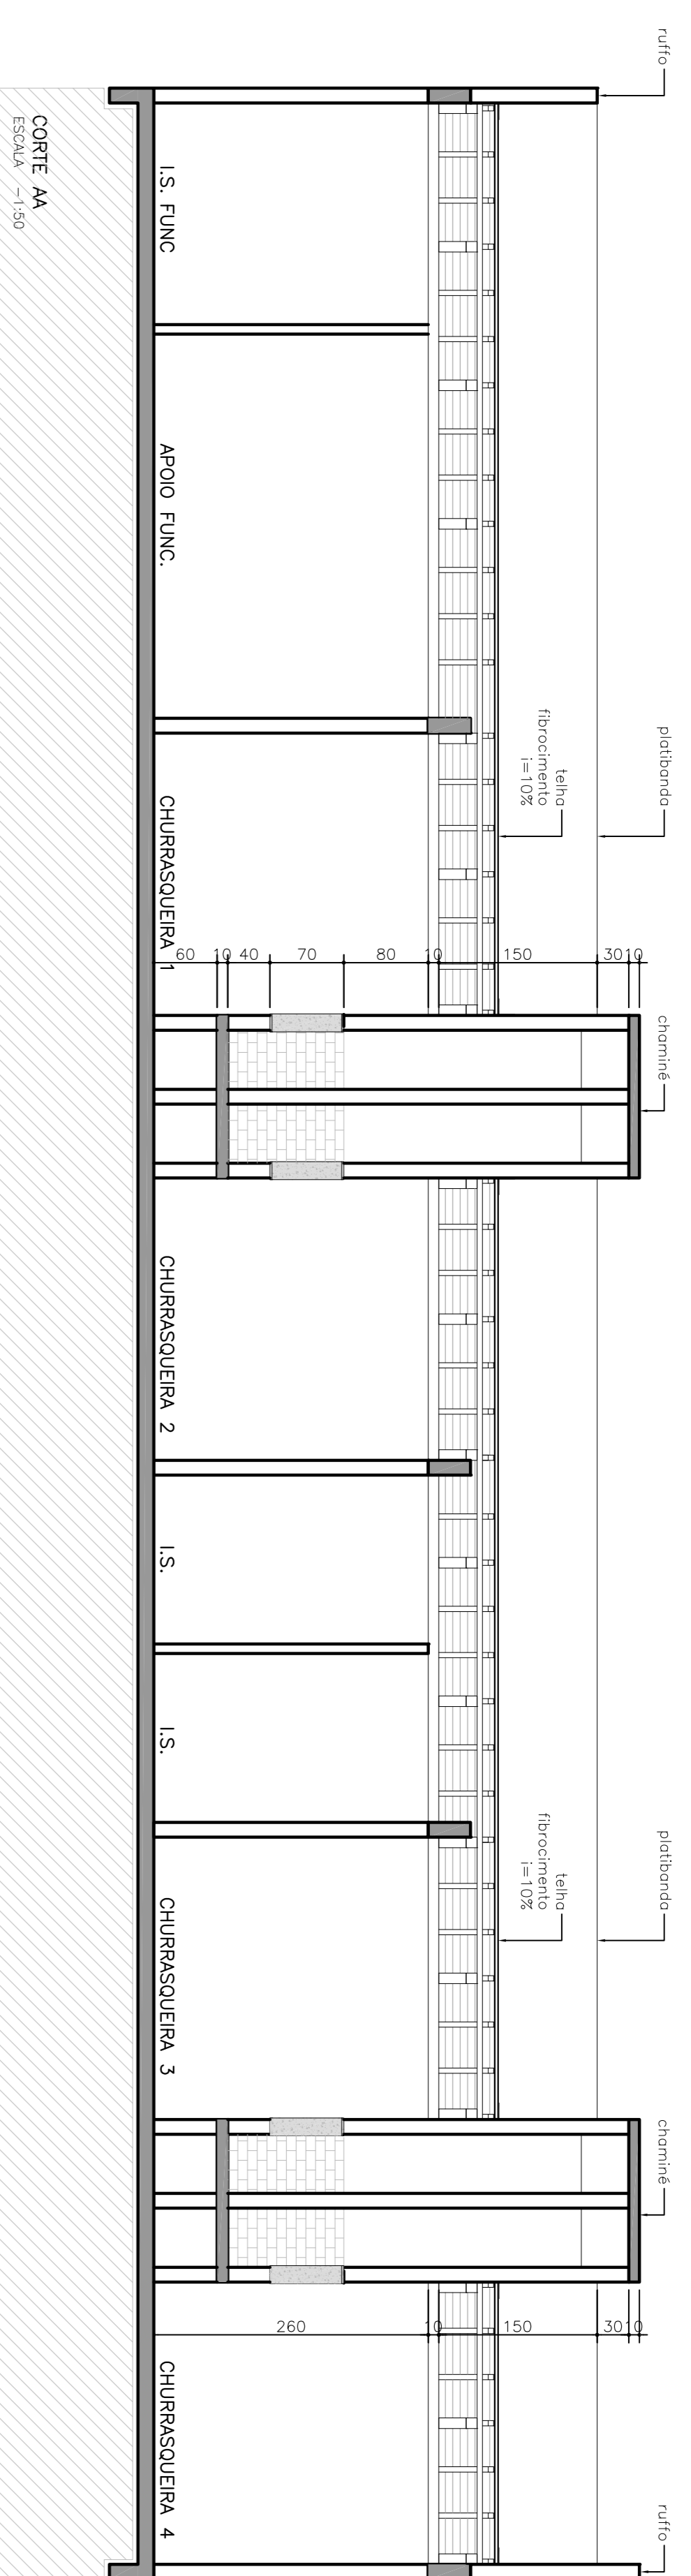 ruffo
platibanda
chaminé
platibanda
chaminé
ruffo
telha
fibrocimento
i=10%
telha
fibrocimento
i=10%
60
10
40
70
80
10
150
30
10
260
10
150
30
10
I.S. FUNC
APOIO FUNC.
CHURRASQUEIRA 1
CHURRASQUEIRA 2
I.S.
I.S.
CHURRASQUEIRA 3
CHURRASQUEIRA 4
CORTE AA
ESCALA -1:50